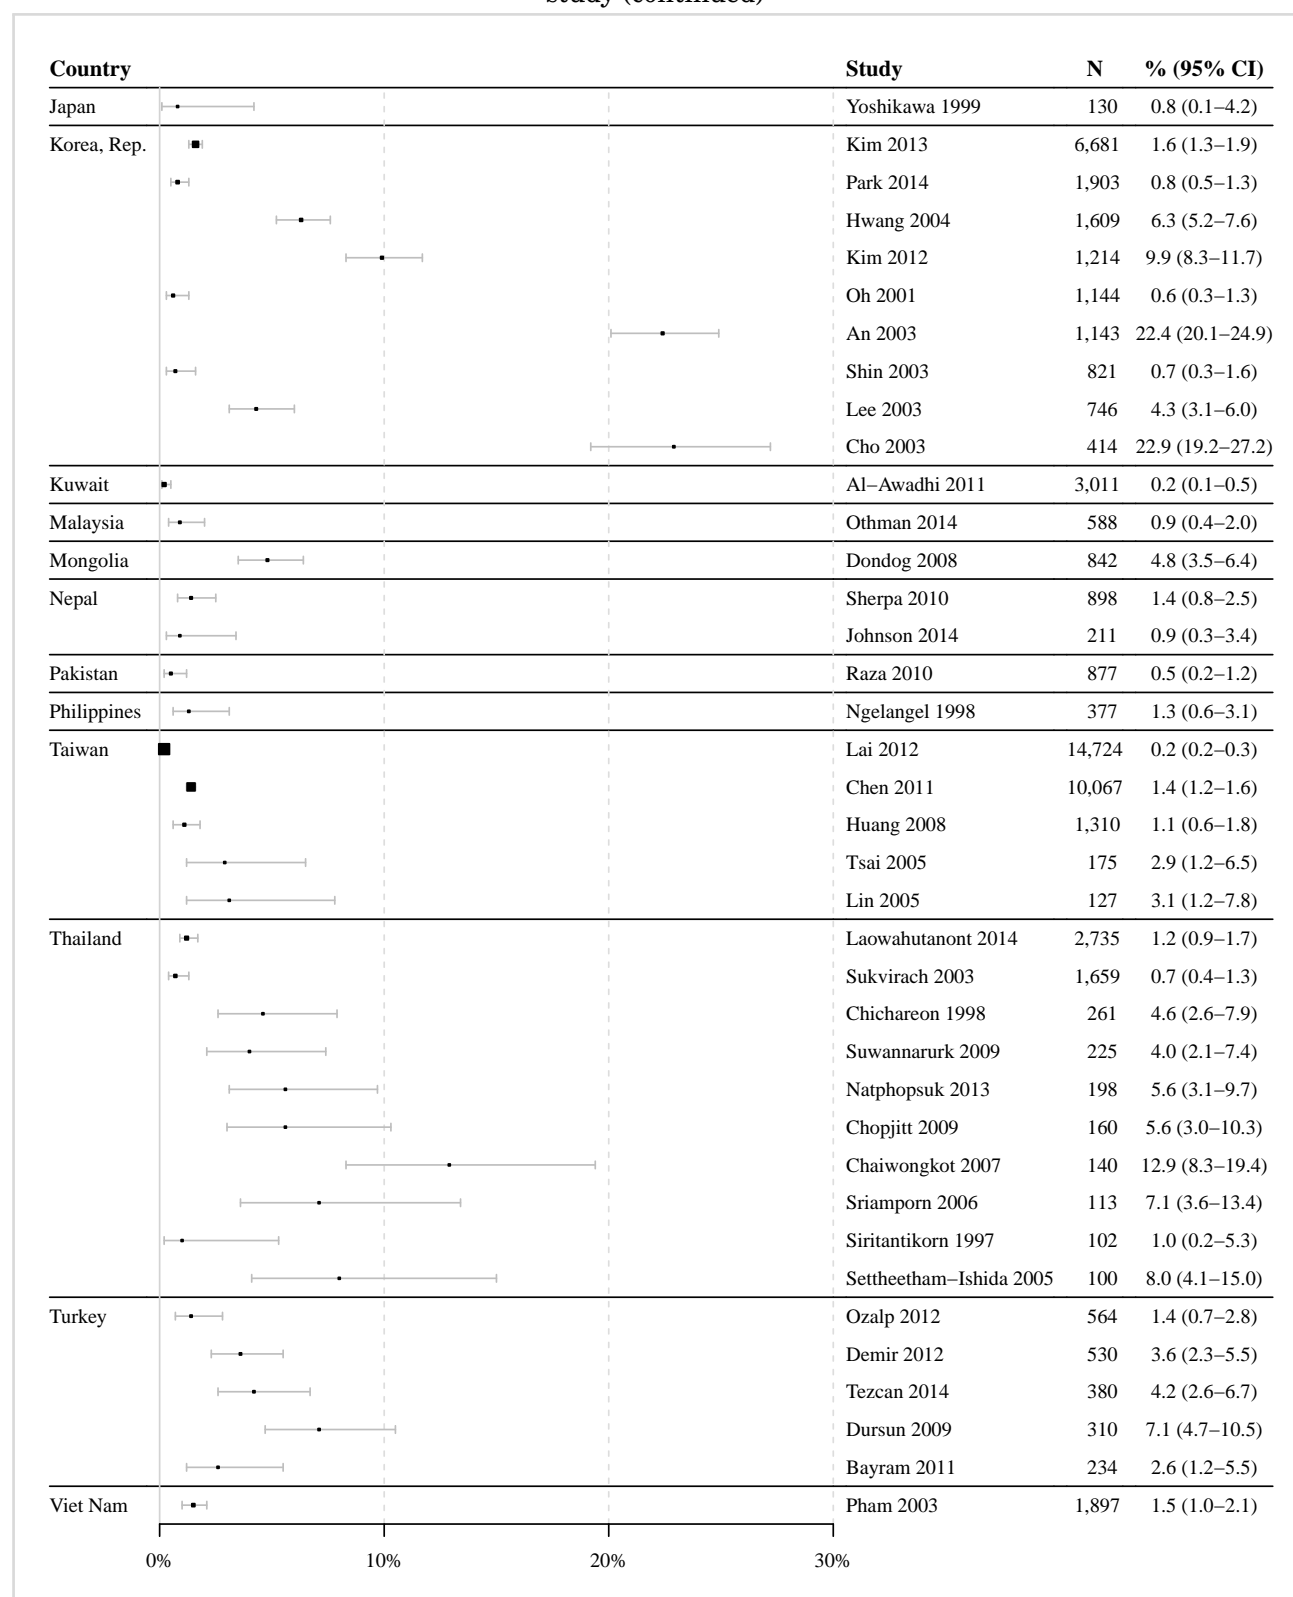 study (continued)
Country Study N % (95% CI)
Japan Yoshikawa 1999 130 0.8 (0.1–4.2)
Korea, Rep. Kim 2013 6,681 1.6 (1.3–1.9)
Park 2014 1,903 0.8 (0.5–1.3)
Hwang 2004 1,609 6.3 (5.2–7.6)
Kim 2012 1,214 9.9 (8.3–11.7)
Oh 2001 1,144 0.6 (0.3–1.3)
An 2003 1,143 22.4 (20.1–24.9)
Shin 2003 821 0.7 (0.3–1.6)
Lee 2003 746 4.3 (3.1–6.0)
Cho 2003 414 22.9 (19.2–27.2)
Kuwait Al–Awadhi 2011 3,011 0.2 (0.1–0.5)
Malaysia Othman 2014 588 0.9 (0.4–2.0)
Mongolia Dondog 2008 842 4.8 (3.5–6.4)
Nepal Sherpa 2010 898 1.4 (0.8–2.5)
Johnson 2014 211 0.9 (0.3–3.4)
Pakistan Raza 2010 877 0.5 (0.2–1.2)
Philippines Ngelangel 1998 377 1.3 (0.6–3.1)
Taiwan Lai 2012 14,724 0.2 (0.2–0.3)
Chen 2011 10,067 1.4 (1.2–1.6)
Huang 2008 1,310 1.1 (0.6–1.8)
Tsai 2005 175 2.9 (1.2–6.5)
Lin 2005 127 3.1 (1.2–7.8)
Thailand Laowahutanont 2014 2,735 1.2 (0.9–1.7)
Sukvirach 2003 1,659 0.7 (0.4–1.3)
Chichareon 1998 261 4.6 (2.6–7.9)
Suwannarurk 2009 225 4.0 (2.1–7.4)
Natphopsuk 2013 198 5.6 (3.1–9.7)
Chopjitt 2009 160 5.6 (3.0–10.3)
Chaiwongkot 2007 140 12.9 (8.3–19.4)
Sriamporn 2006 113 7.1 (3.6–13.4)
Siritantikorn 1997 102 1.0 (0.2–5.3)
Settheetham–Ishida 2005 100 8.0 (4.1–15.0)
Turkey Ozalp 2012 564 1.4 (0.7–2.8)
Demir 2012 530 3.6 (2.3–5.5)
Tezcan 2014 380 4.2 (2.6–6.7)
Dursun 2009 310 7.1 (4.7–10.5)
Bayram 2011 234 2.6 (1.2–5.5)
Viet Nam Pham 2003 1,897 1.5 (1.0–2.1)
0% 10% 20% 30%